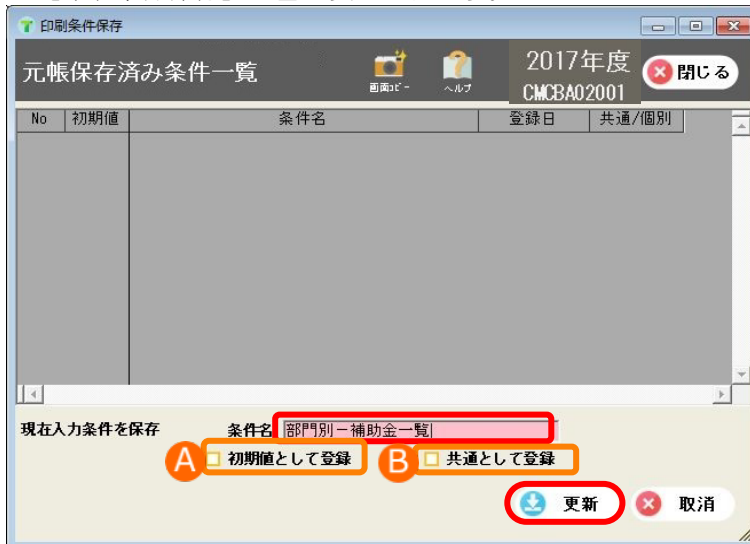 印刷条件保存
元帳保存済み条件一覧
画面ｺﾋﾟｰ
ヘルプ
2017年度
CMCBA02001
閉じる
No 初期値 条件名 登録日 共通/個別
現在入力条件を保存 条件名 部門別－補助金一覧
A 初期値として登録 B 共通として登録
更新 取消